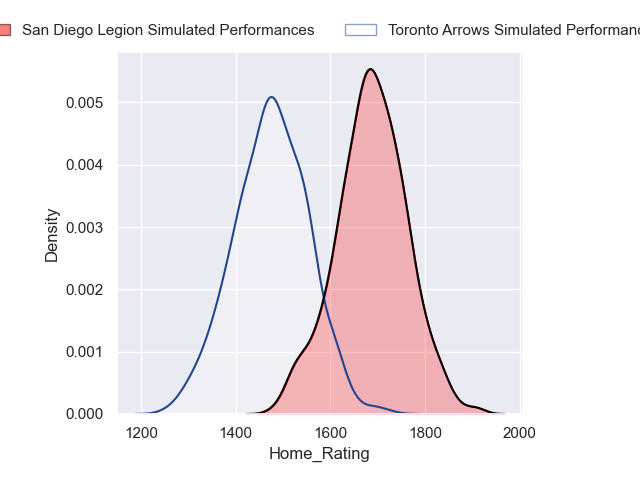 San Diego Legion Simulated Performances
Toronto Arrows Simulated Performanc
0.005
0.004
0.003
0.002
0.001
0.000
Density
1200 1400 1600 1800 2000
Home_Rating